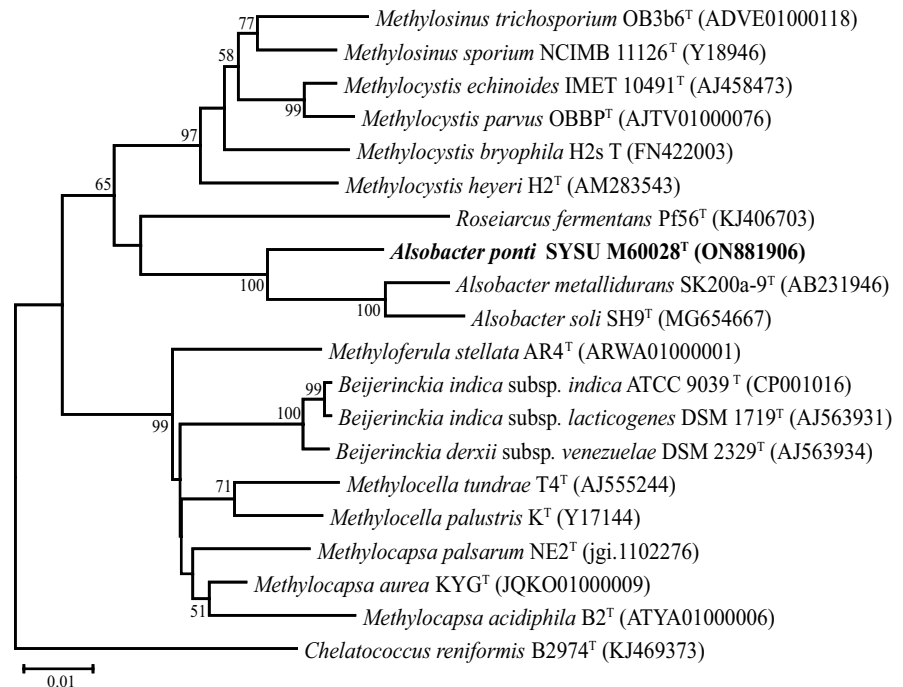 77
Methylosinus trichosporium OB3b6ᵀ (ADVE01000118)
Methylosinus sporium NCIMB 11126ᵀ (Y18946)
58
Methylocystis echinoides IMET 10491ᵀ (AJ458473)
99
Methylocystis parvus OBBPᵀ (AJTV01000076)
97
Methylocystis bryophila H2s T (FN422003)
65
Methylocystis heyeri H2ᵀ (AM283543)
Roseiarcus fermentans Pf56ᵀ (KJ406703)
Alsobacter ponti SYSU M60028ᵀ (ON881906)
100
Alsobacter metallidurans SK200a-9ᵀ (AB231946)
100
Alsobacter soli SH9ᵀ (MG654667)
Methyloferula stellata AR4ᵀ (ARWA01000001)
99
Beijerinckia indica subsp. indica ATCC 9039 ᵀ (CP001016)
100
Beijerinckia indica subsp. lacticogenes DSM 1719ᵀ (AJ563931)
99
Beijerinckia derxii subsp. venezuelae DSM 2329ᵀ (AJ563934)
71
Methylocella tundrae T4ᵀ (AJ555244)
Methylocella palustris Kᵀ (Y17144)
Methylocapsa palsarum NE2ᵀ (jgi.1102276)
Methylocapsa aurea KYGᵀ (JQKO01000009)
51
Methylocapsa acidiphila B2ᵀ (ATYA01000006)
Chelatococcus reniformis B2974ᵀ (KJ469373)
0.01